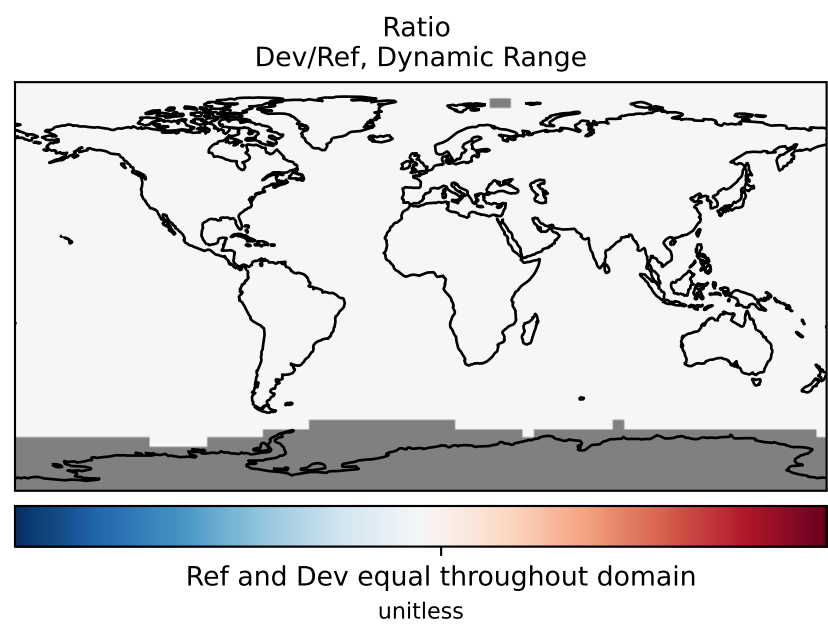 Ratio
Dev/Ref, Dynamic Range
Ref and Dev equal throughout domain
unitless